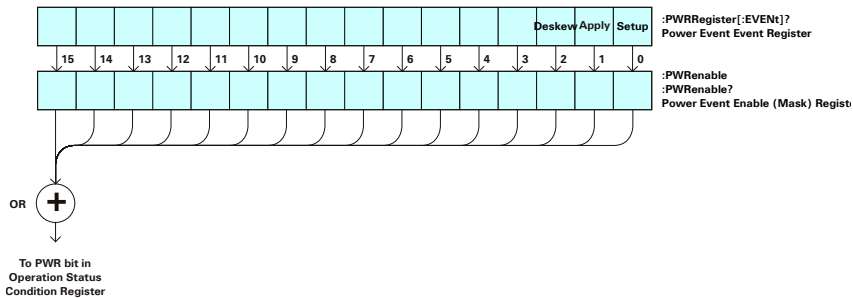 Deskew Apply Setup
:PWRRegister[:EVENt]?
Power Event Event Register
15 14 13 12 11 10 9 8 7 6 5 4 3 2 1 0
:PWRenable
:PWRenable?
Power Event Enable (Mask) Registe
OR +
To PWR bit in
Operation Status
Condition Register